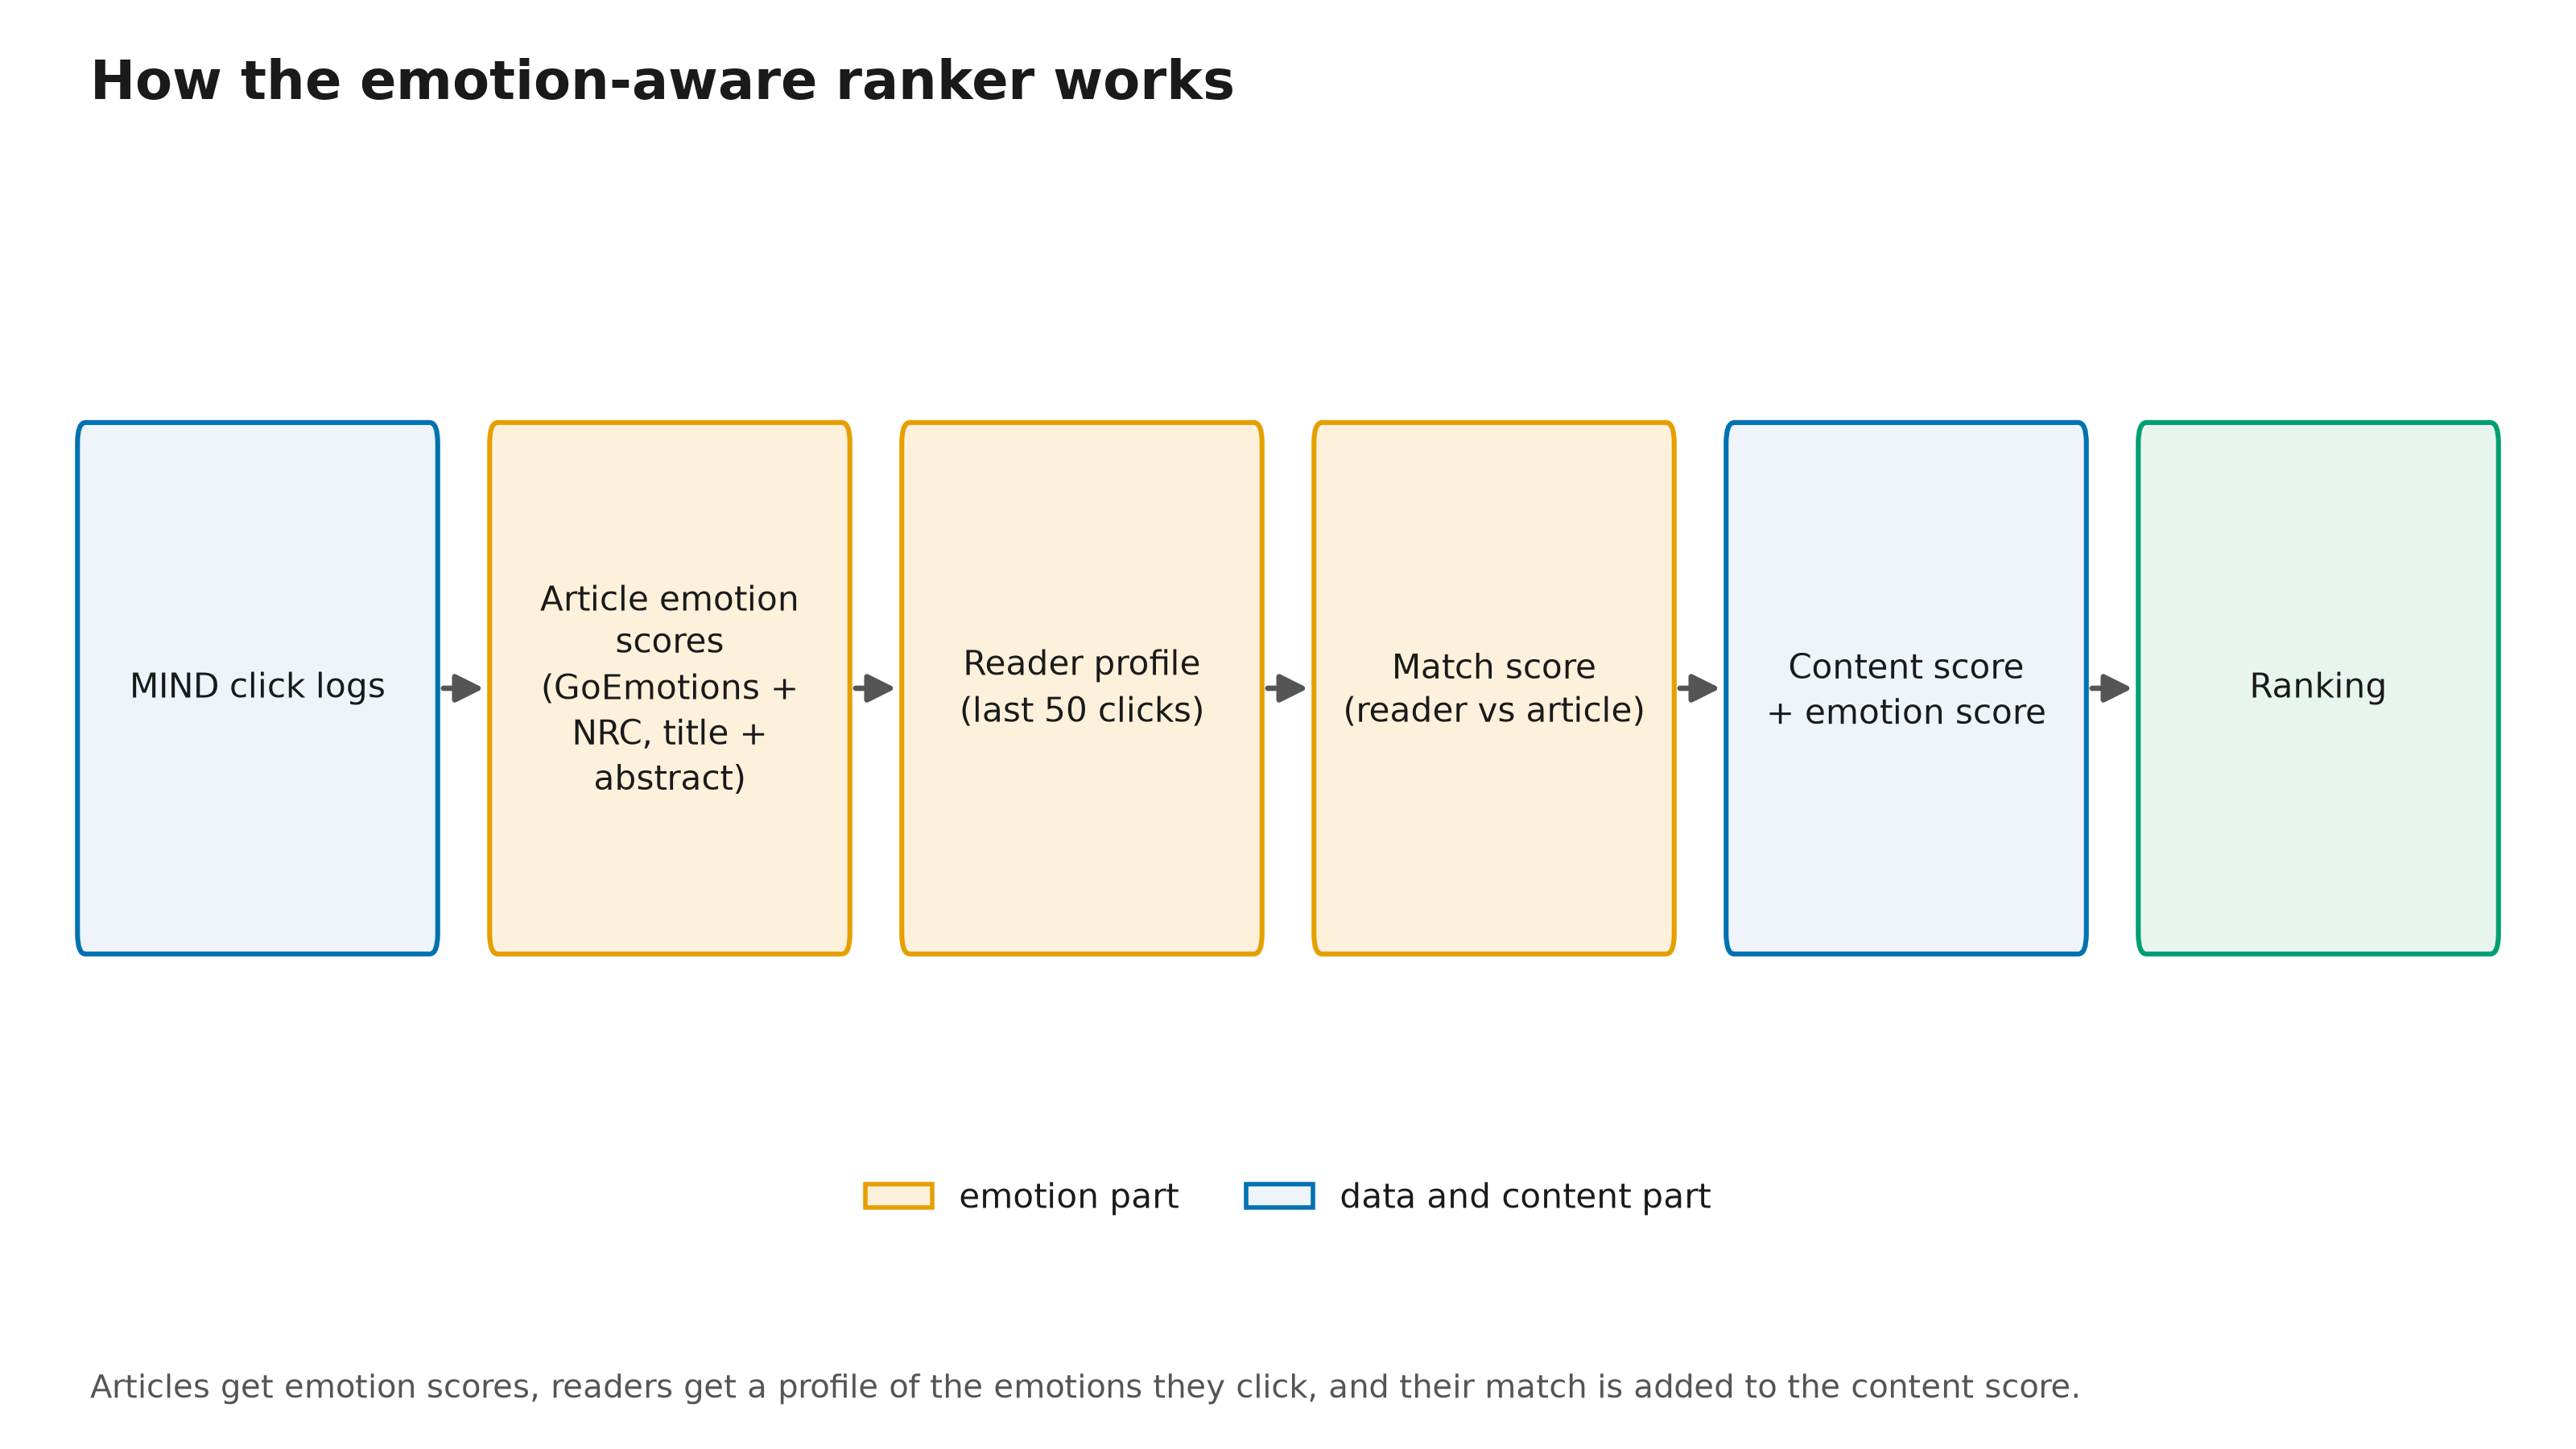 How the emotion-aware ranker works
MIND click logs
Article emotion
scores
(GoEmotions +
NRC, title +
abstract)
Reader profile
(last 50 clicks)
Match score
(reader vs article)
Content score
+ emotion score
Ranking
emotion part
data and content part
Articles get emotion scores, readers get a profile of the emotions they click, and their match is added to the content score.